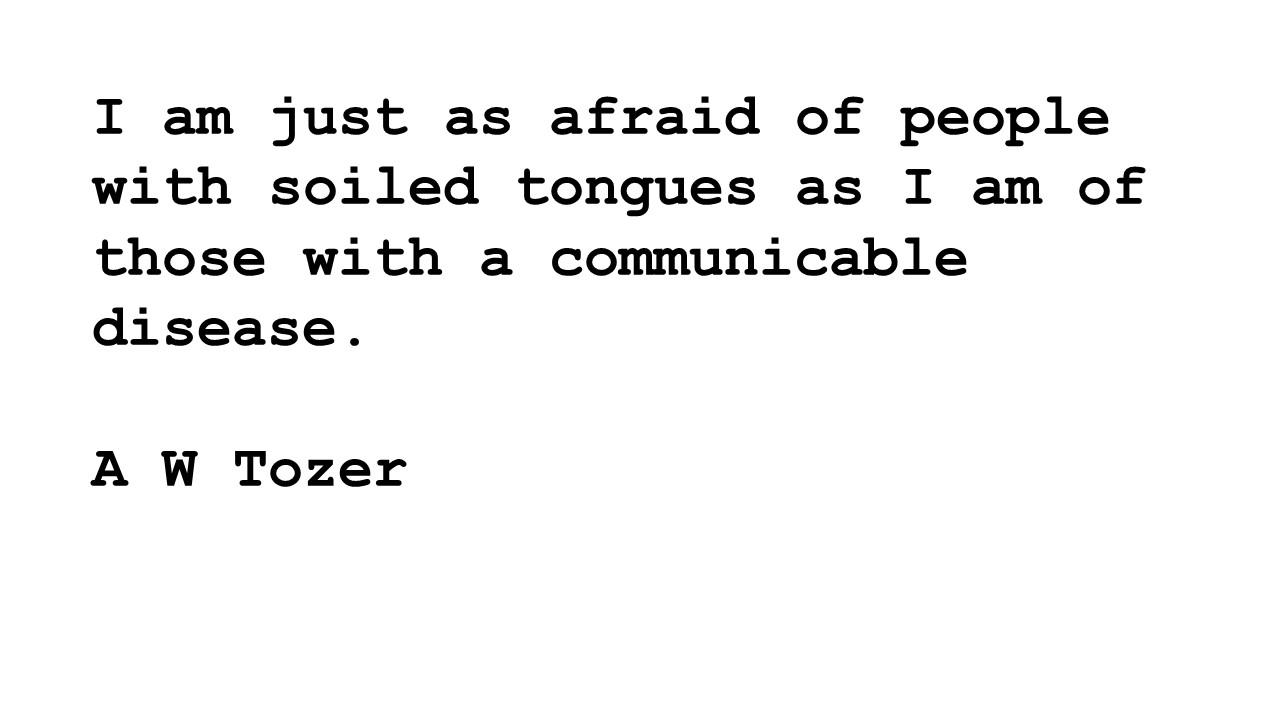 I am just as afraid of people
with soiled tongues as I am of
those with a communicable
disease.
A W Tozer